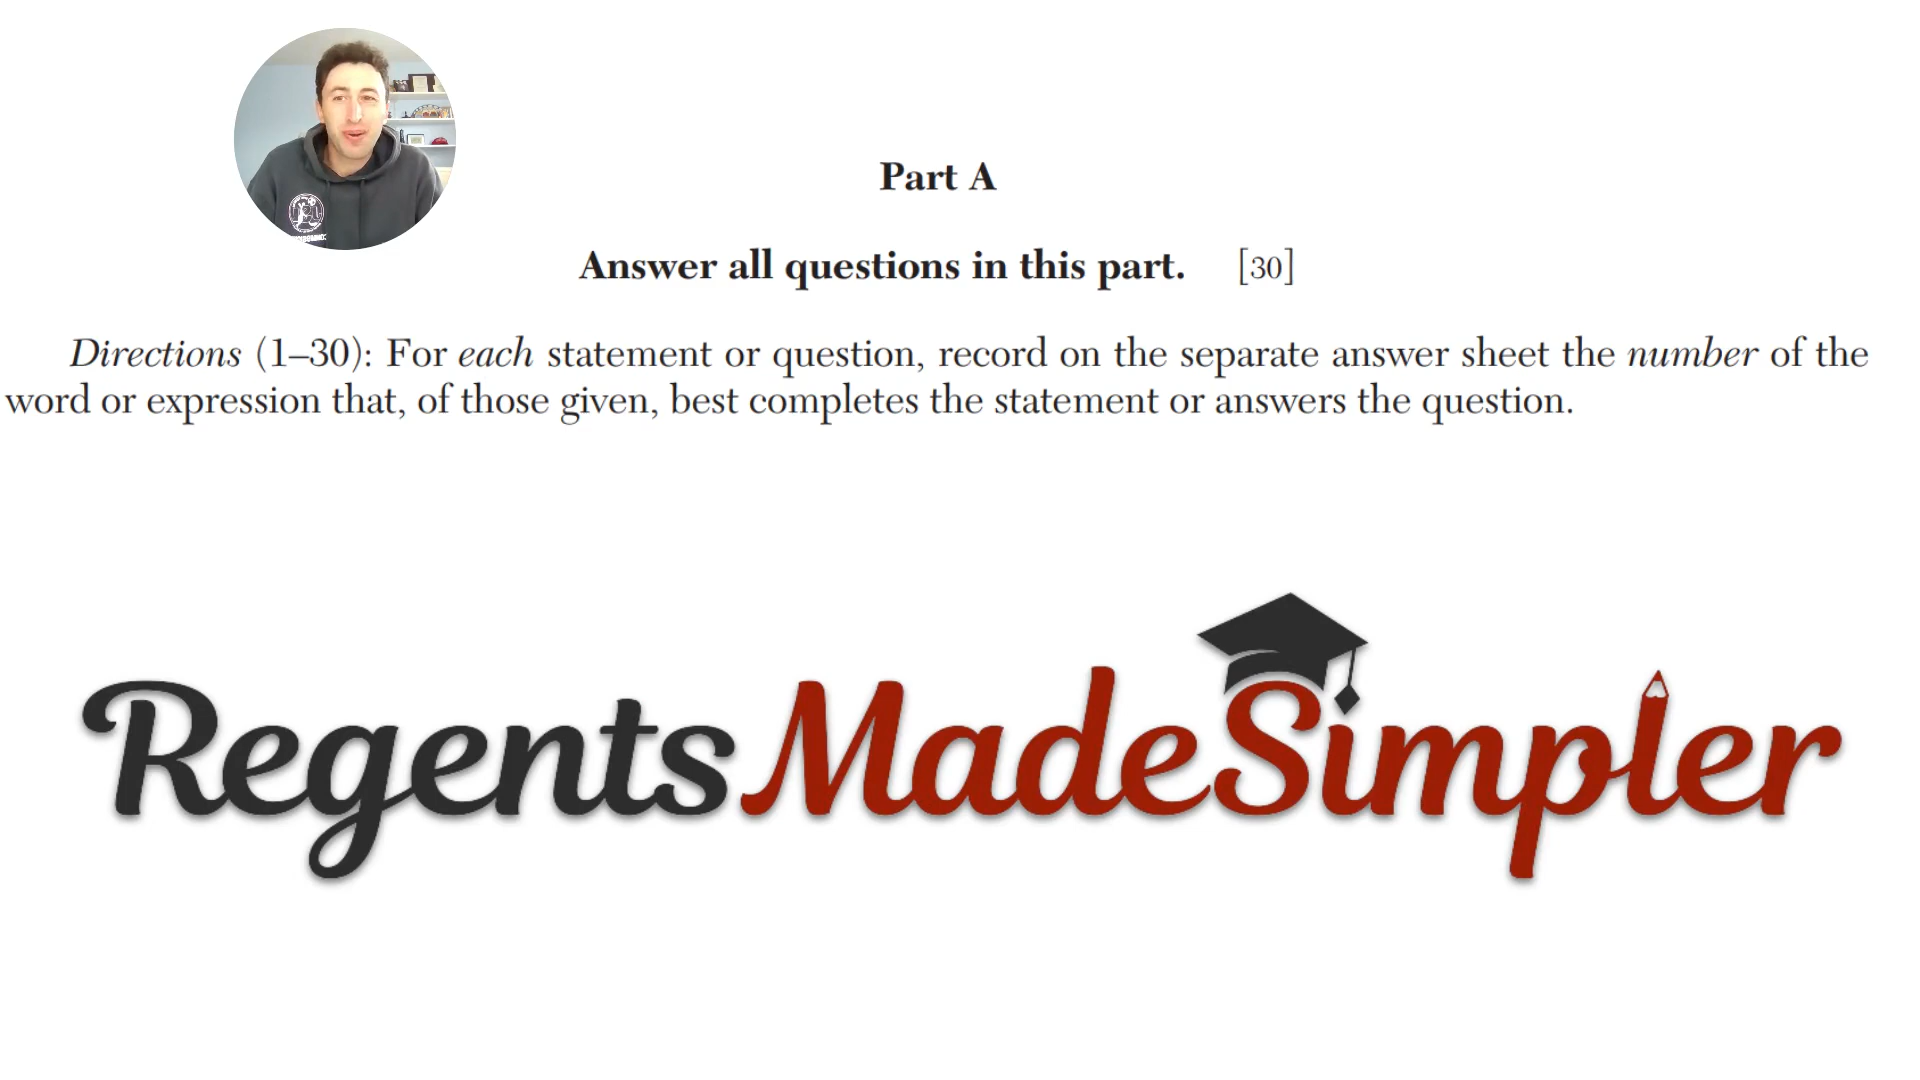 Part A
Answer all questions in this part. [30]
Directions (1–30): For each statement or question, record on the separate answer sheet the number of the
word or expression that, of those given, best completes the statement or answers the question.
RegentsMadeSimpler